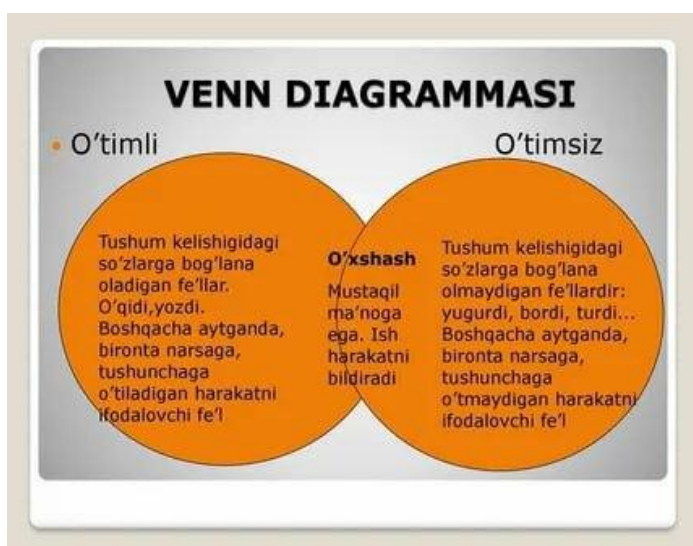 VENN DIAGRAMMASI
O'timli
O'timsiz
Tushum kelishigidagi
so'zlarga bog'lana
oladigan fe'llar.
O'qidi,yozdi.
Boshqacha aytganda,
bironta narsaga,
tushunchaga
o'tiladigan harakatni
ifodalovchi fe'l
O'xshash
Mustaqil
ma'noga
ega. Ish
harakatni
bildiradi
Tushum kelishigidagi
so'zlarga bog'lana
olmaydigan fe'llardir:
yugurdi, bordi, turdi...
Boshqacha aytganda,
bironta narsaga,
tushunchaga
o'tmaydigan harakatni
ifodalovchi fe'l